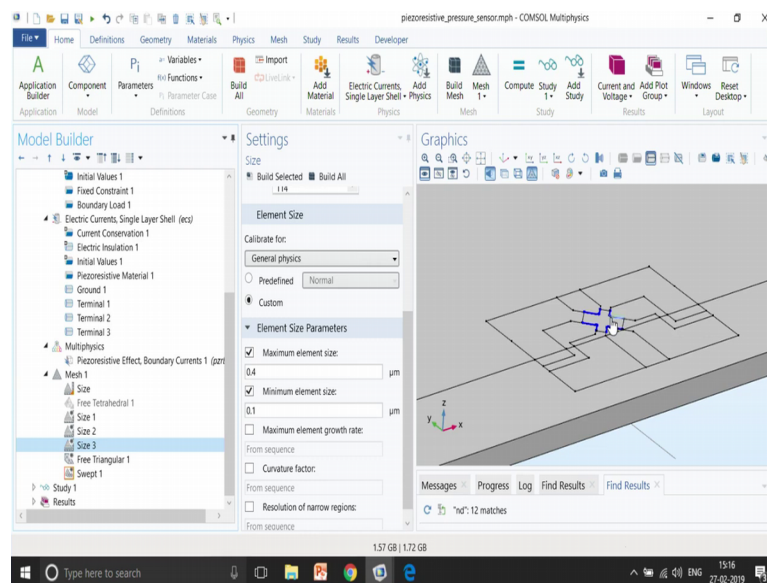 piezoresistive_pressure_sensor.mph - COMSOL Multiphysics
File Home Definitions Geometry Materials Physics Mesh Study Results Developer
Application Builder
Component
Pi
Parameters
a= Variables
f(x) Functions
Pi Parameter Case
Build All
Import
LiveLink
Add Material
Electric Currents, Single Layer Shell
Add Physics
Build Mesh
Mesh 1
Compute
Study 1
Add Study
Current and Voltage
Add Plot Group
Windows
Reset Desktop
Application Model Definitions Geometry Materials Physics Mesh Study Results Layout
Model Builder
Initial Values 1
Fixed Constraint 1
Boundary Load 1
Electric Currents, Single Layer Shell (ecs)
Current Conservation 1
Electric Insulation 1
Initial Values 1
Piezoresistive Material 1
Ground 1
Terminal 1
Terminal 2
Terminal 3
Multiphysics
Piezoresistive Effect, Boundary Currents 1 (pzrl
Mesh 1
Size
Free Tetrahedral 1
Size 1
Size 2
Size 3
Free Triangular 1
Swept 1
Study 1
Results
Settings
Size
Build Selected Build All
114
Element Size
Calibrate for:
General physics
Predefined Normal
Custom
Element Size Parameters
Maximum element size:
0.4 μm
Minimum element size:
0.1 μm
Maximum element growth rate:
From sequence
Curvature factor:
From sequence
Resolution of narrow regions:
From sequence
Graphics
z
y
x
Messages Progress Log Find Results Find Results
"nd": 12 matches
1.57 GB | 1.72 GB
Type here to search
ENG
15:16
27-02-2019